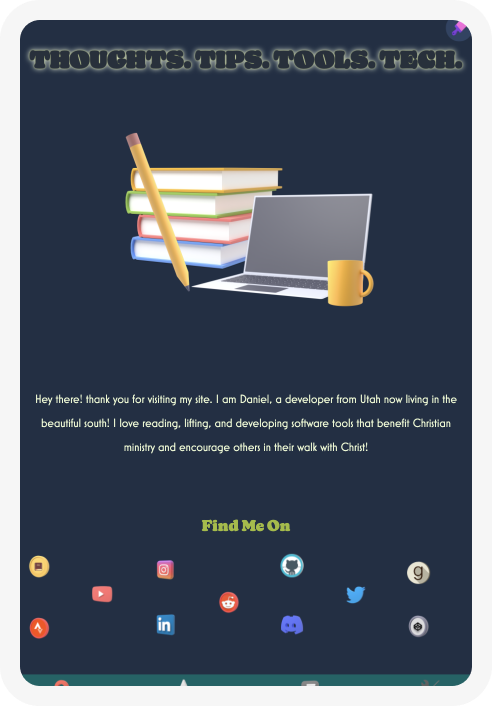 THOUGHTS. TIPS. TOOLS. TECH.
Hey there! thank you for visiting my site. I am Daniel, a developer from Utah now living in the
beautiful south! I love reading, lifting, and developing software tools that benefit Christian
ministry and encourage others in their walk with Christ!
Find Me On
g
in